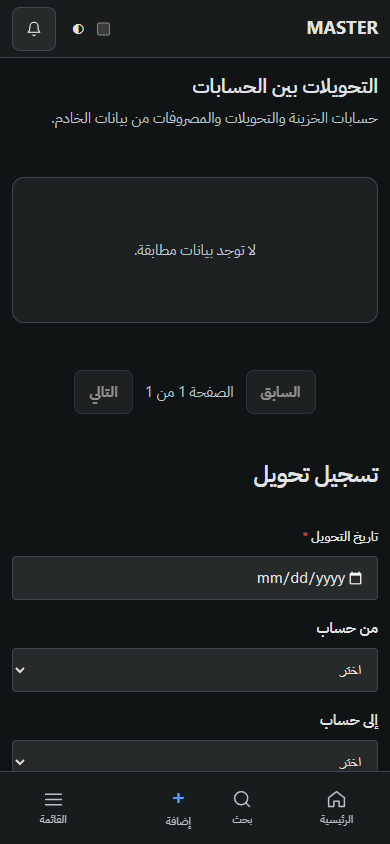 MASTER
التحويلات بين الحسابات
حسابات الخزينة والتحويلات والمصروفات من بيانات الخادم.
لا توجد بيانات مطابقة.
السابق
الصفحة 1 من 1
التالي
تسجيل تحويل
تاريخ التحويل *
mm/dd/yyyy
من حساب
اختر
إلى حساب
اختر
الرئيسية
بحث
إضافة
القائمة